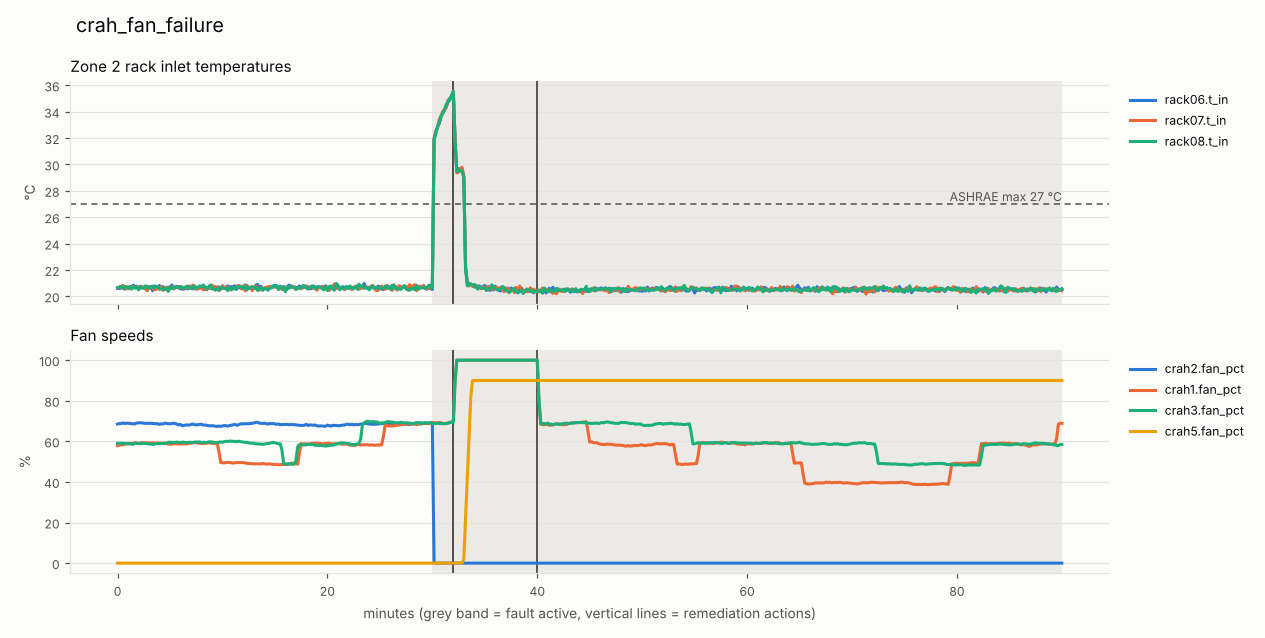 crah_fan_failure
Zone 2 rack inlet temperatures
36
34
32
30
28
26
24
22
20
°C
ASHRAE max 27 °C
rack06.t_in
rack07.t_in
rack08.t_in
Fan speeds
100
80
60
40
20
0
%
crah2.fan_pct
crah1.fan_pct
crah3.fan_pct
crah5.fan_pct
0 20 40 60 80
minutes (grey band = fault active, vertical lines = remediation actions)